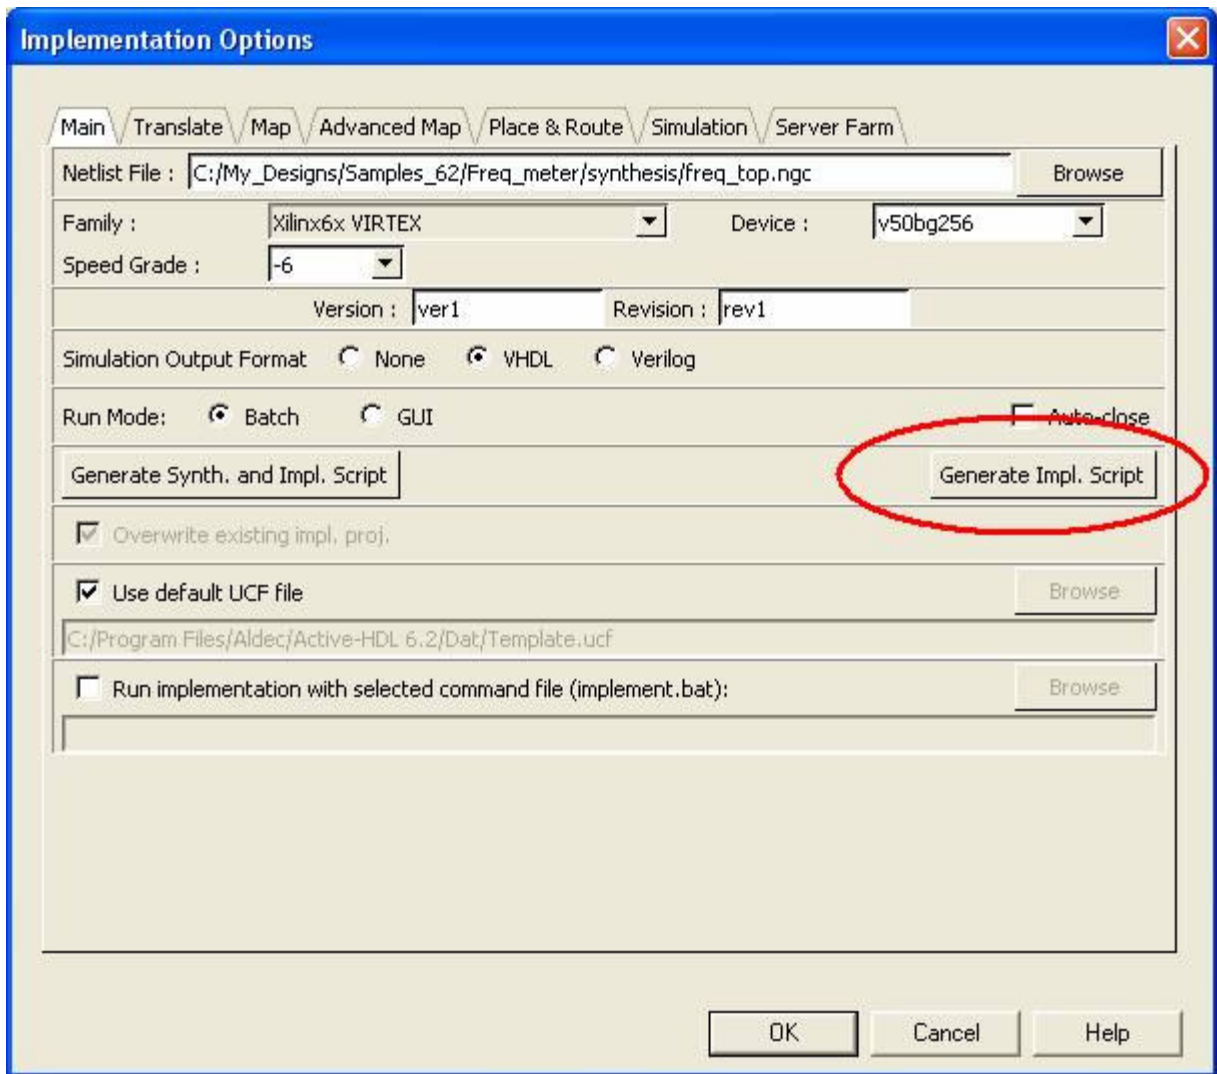 Implementation Options
Main Translate Map Advanced Map Place & Route Simulation Server Farm
Netlist File : C:/My_Designs/Samples_62/Freq_meter/synthesis/freq_top.ngc Browse
Family : Xilinx6x VIRTEX Device : v50bg256
Speed Grade : -6
Version : ver1 Revision : rev1
Simulation Output Format None VHDL Verilog
Run Mode: Batch GUI Auto-close
Generate Synth. and Impl. Script Generate Impl. Script
Overwrite existing impl. proj.
Use default UCF file Browse
C:/Program Files/Aldec/Active-HDL 6.2/Dat/Template.ucf
Run implementation with selected command file (implement.bat): Browse
OK Cancel Help